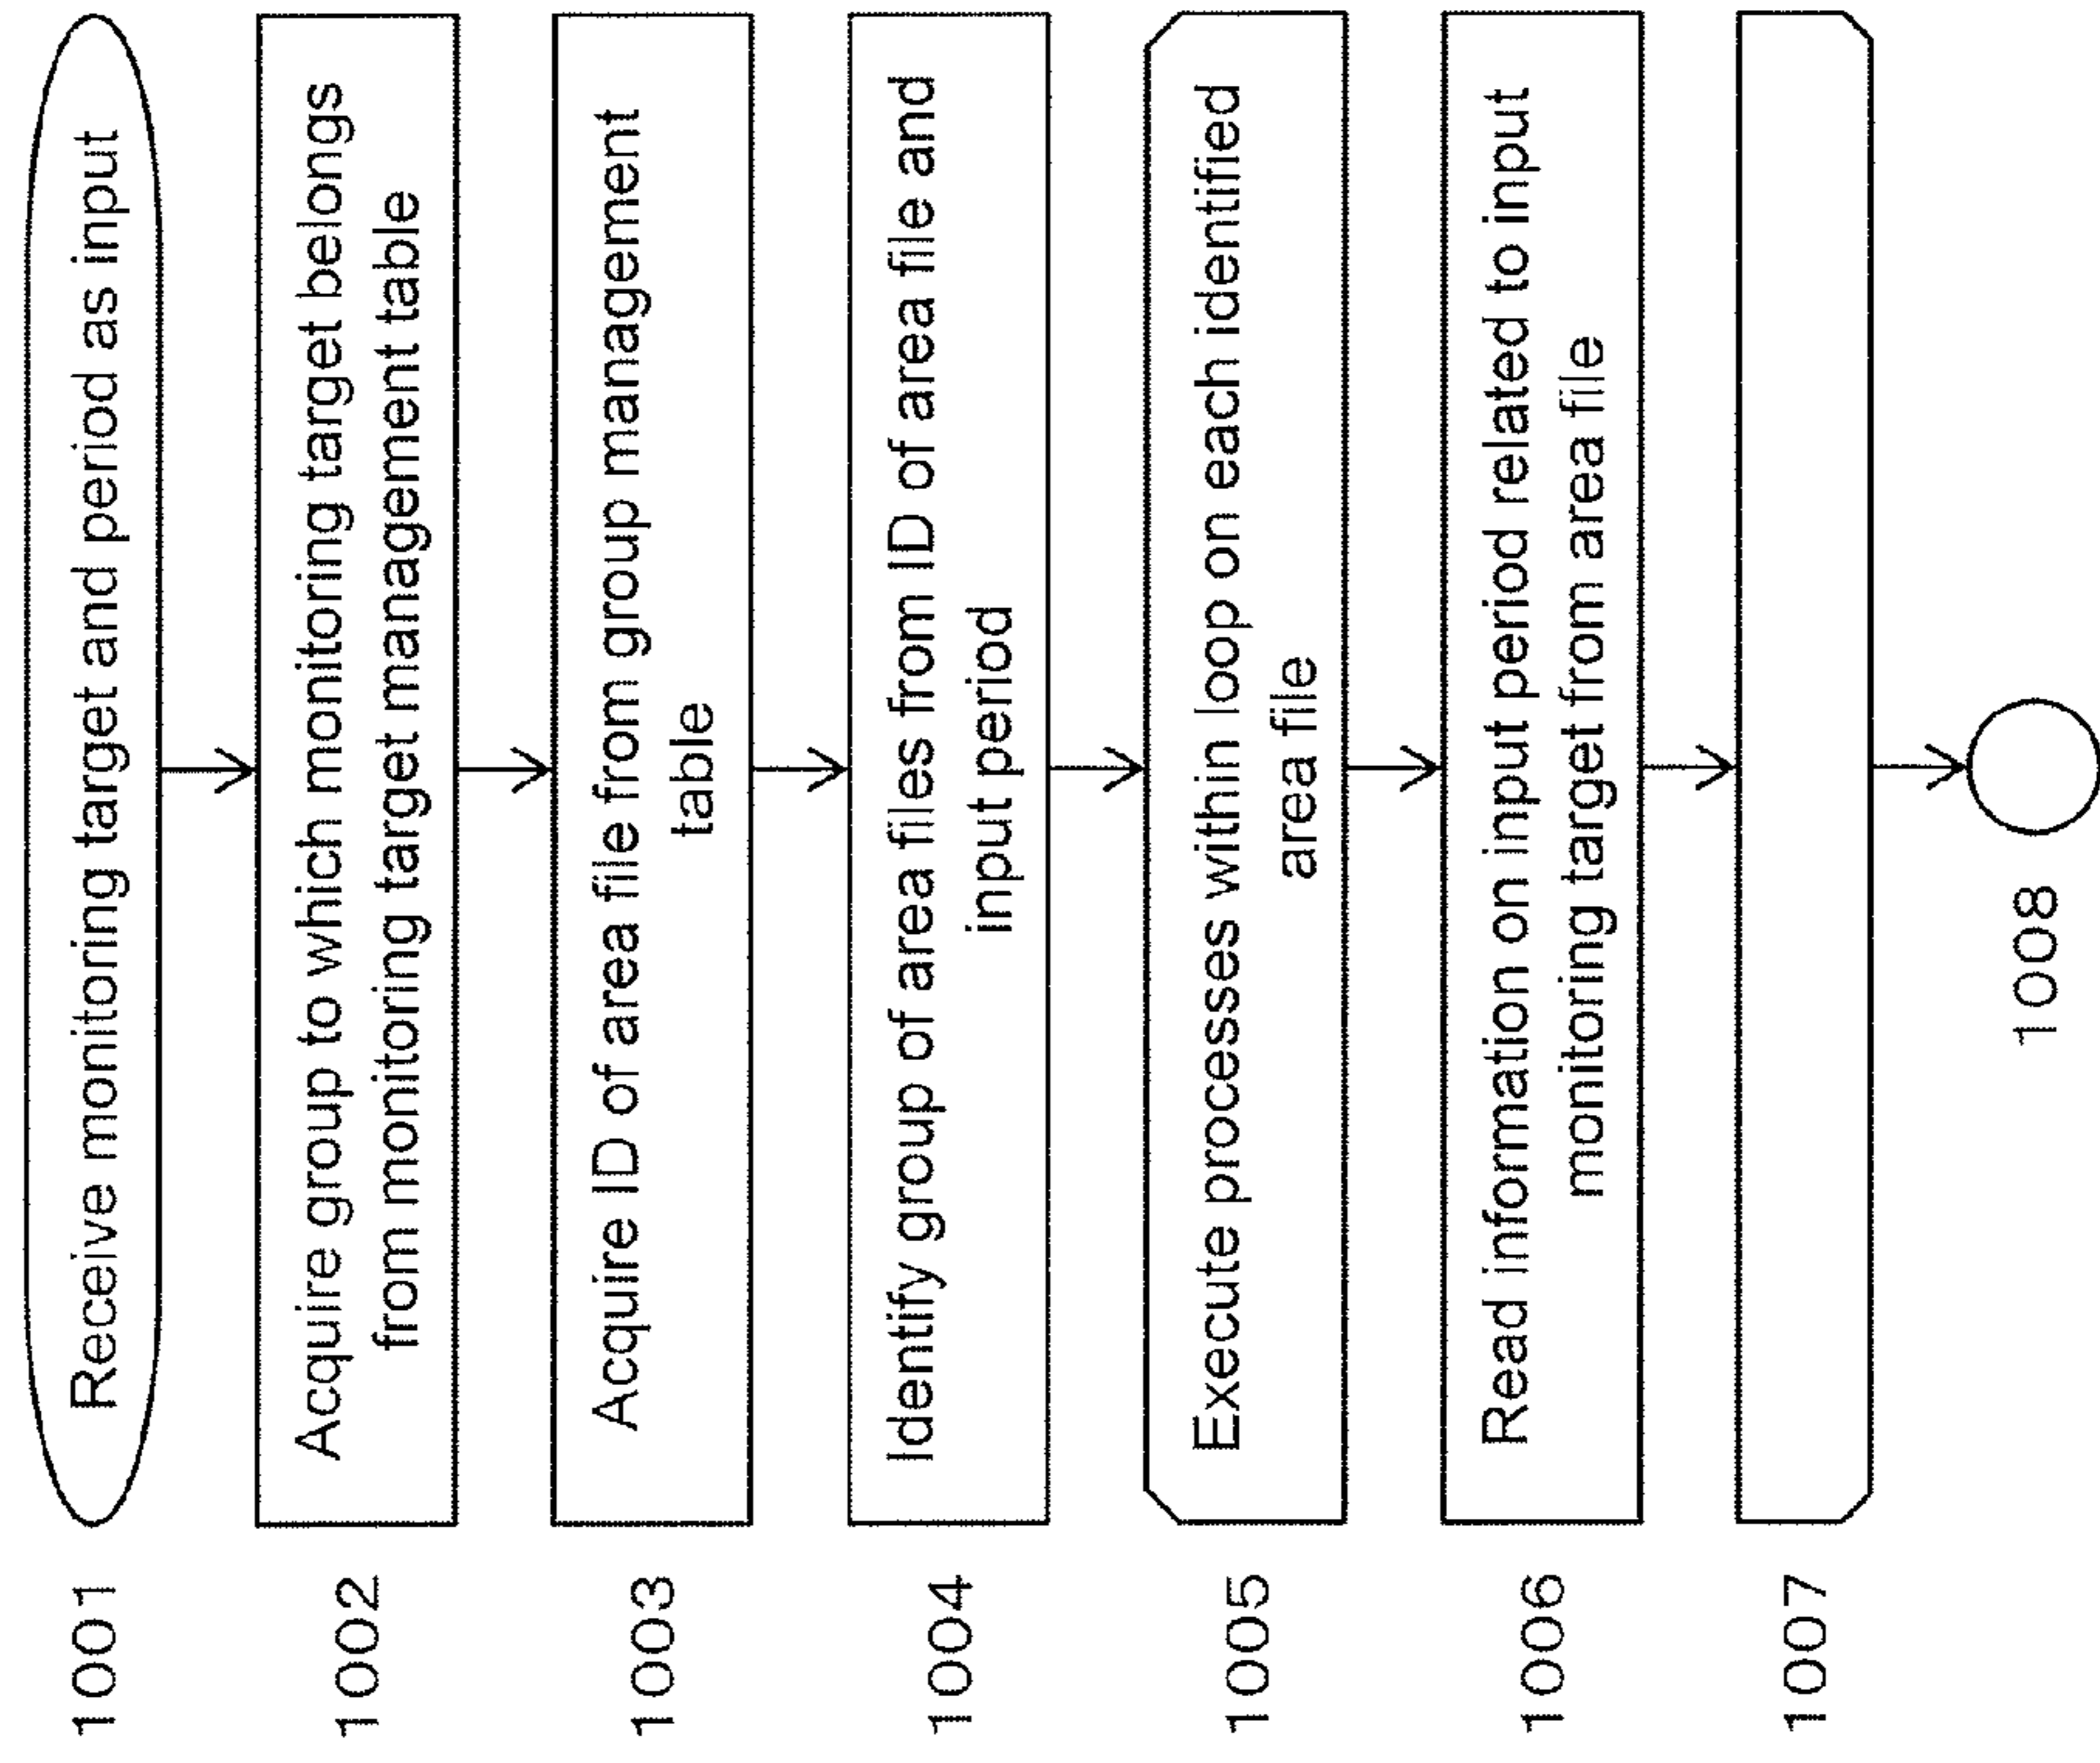 1001
Receive monitoring target and period as input
1002
Acquire group to which monitoring target belongs
from monitoring target management table
1003
Acquire ID of area file from group management
table
1004
Identify group of area files from ID of area file and
input period
1005
Execute processes within loop on each identified
area file
1006
Read information on input period related to input
monitoring target from area file
1007
1008